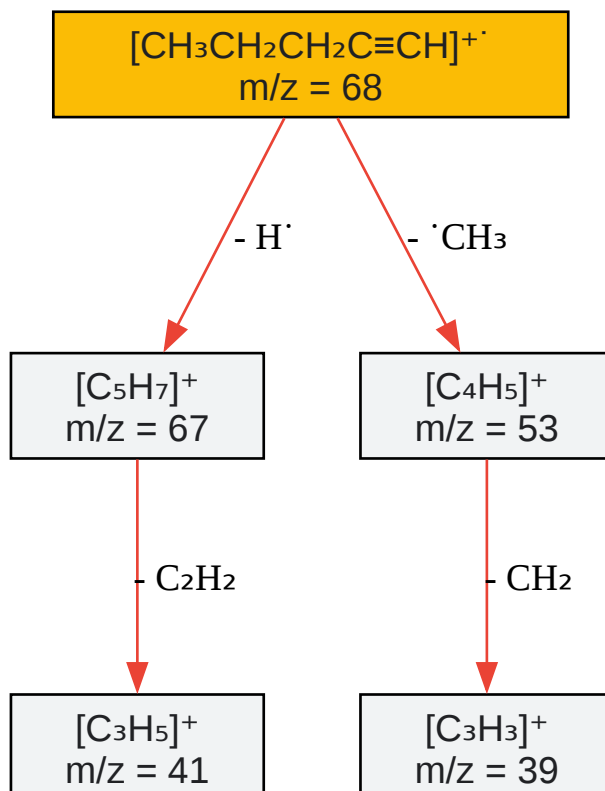 [CH₃CH₂CH₂C≡CH]⁺˙
m/z = 68
- H˙
- ˙CH₃
[C₅H₇]⁺
m/z = 67
[C₄H₅]⁺
m/z = 53
- C₂H₂
- CH₂
[C₃H₅]⁺
m/z = 41
[C₃H₃]⁺
m/z = 39